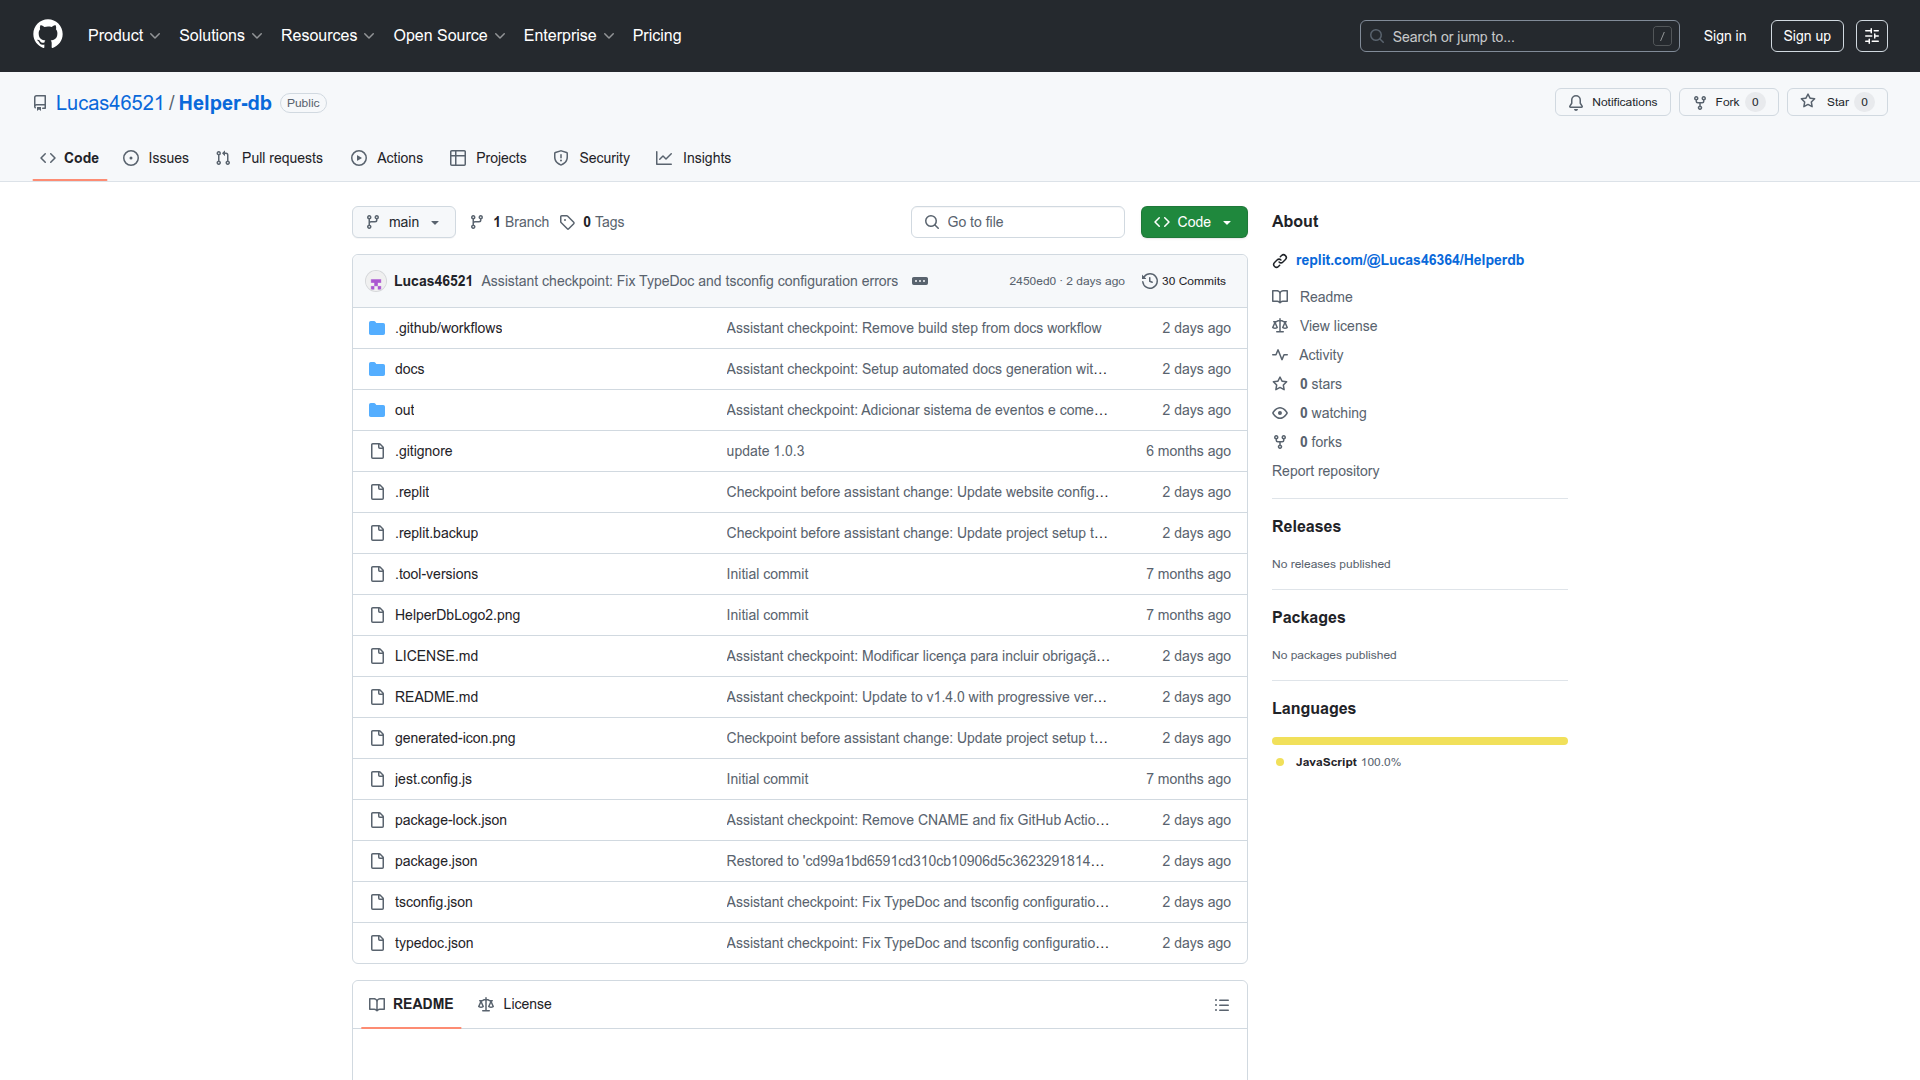 Product Solutions Resources Open Source Enterprise Pricing Search or jump to... / Sign in Sign up
Lucas46521 / Helper-db Public Notifications Fork 0 Star 0
Code Issues Pull requests Actions Projects Security Insights
main 1 Branch 0 Tags Go to file Code
Lucas46521 Assistant checkpoint: Fix TypeDoc and tsconfig configuration errors 2450ed0 · 2 days ago 30 Commits
.github/workflows Assistant checkpoint: Remove build step from docs workflow 2 days ago
docs Assistant checkpoint: Setup automated docs generation wit… 2 days ago
out Assistant checkpoint: Adicionar sistema de eventos e come… 2 days ago
.gitignore update 1.0.3 6 months ago
.replit Checkpoint before assistant change: Update website config… 2 days ago
.replit.backup Checkpoint before assistant change: Update project setup t… 2 days ago
.tool-versions Initial commit 7 months ago
HelperDbLogo2.png Initial commit 7 months ago
LICENSE.md Assistant checkpoint: Modificar licença para incluir obrigaçã… 2 days ago
README.md Assistant checkpoint: Update to v1.4.0 with progressive ver… 2 days ago
generated-icon.png Checkpoint before assistant change: Update project setup t… 2 days ago
jest.config.js Initial commit 7 months ago
package-lock.json Assistant checkpoint: Remove CNAME and fix GitHub Actio… 2 days ago
package.json Restored to 'cd99a1bd6591cd310cb10906d5c3623291814… 2 days ago
tsconfig.json Assistant checkpoint: Fix TypeDoc and tsconfig configuratio… 2 days ago
typedoc.json Assistant checkpoint: Fix TypeDoc and tsconfig configuratio… 2 days ago
README License
About
replit.com/@Lucas46364/Helperdb
Readme
View license
Activity
0 stars
0 watching
0 forks
Report repository
Releases
No releases published
Packages
No packages published
Languages
JavaScript 100.0%